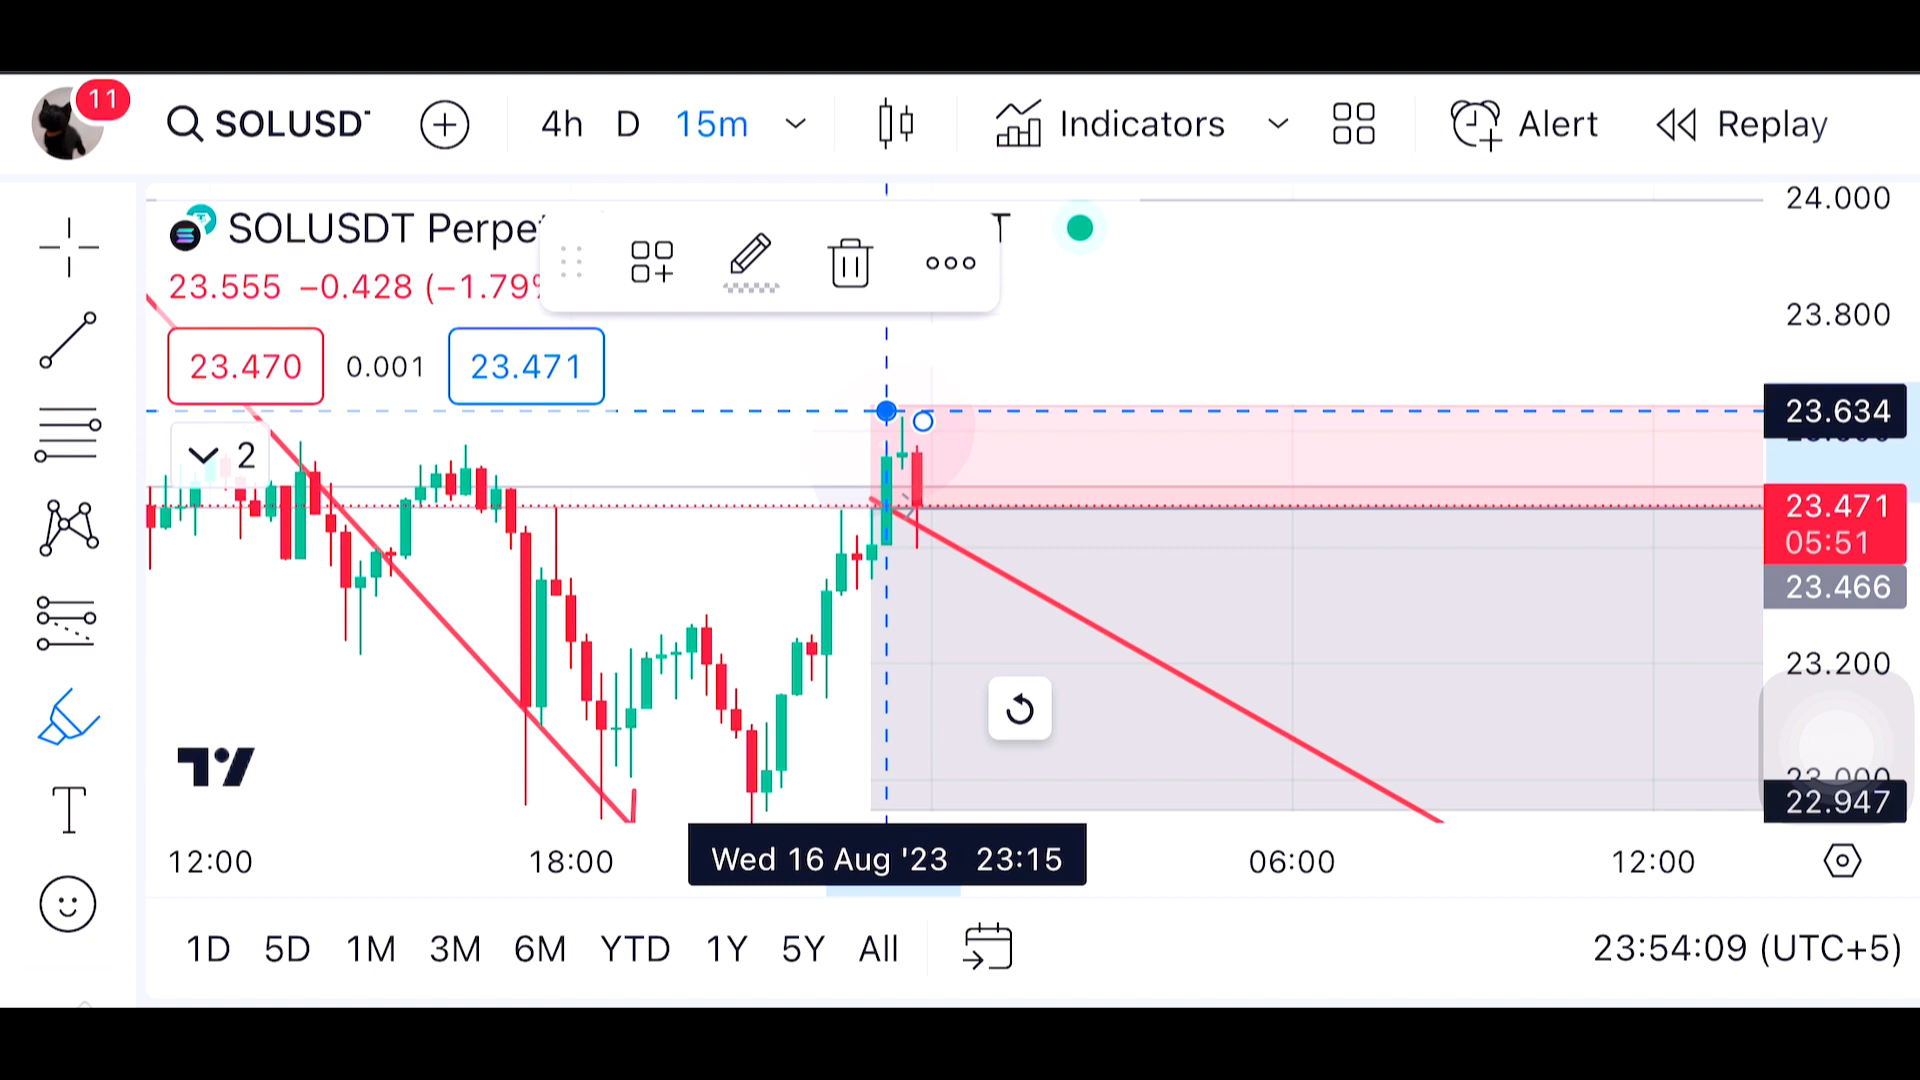 11
SOLUSD
4h D 15m
Indicators
Alert
Replay
SOLUSDT
23.555 −0.428
23.470 0.001 23.471
2
24.000
23.800
23.634
23.471
05:51
23.466
23.200
23.000
22.947
12:00 18:00 Wed 16 Aug '23 23:15 06:00 12:00
1D 5D 1M 3M 6M YTD 1Y 5Y All
23:54:09 (UTC+5)